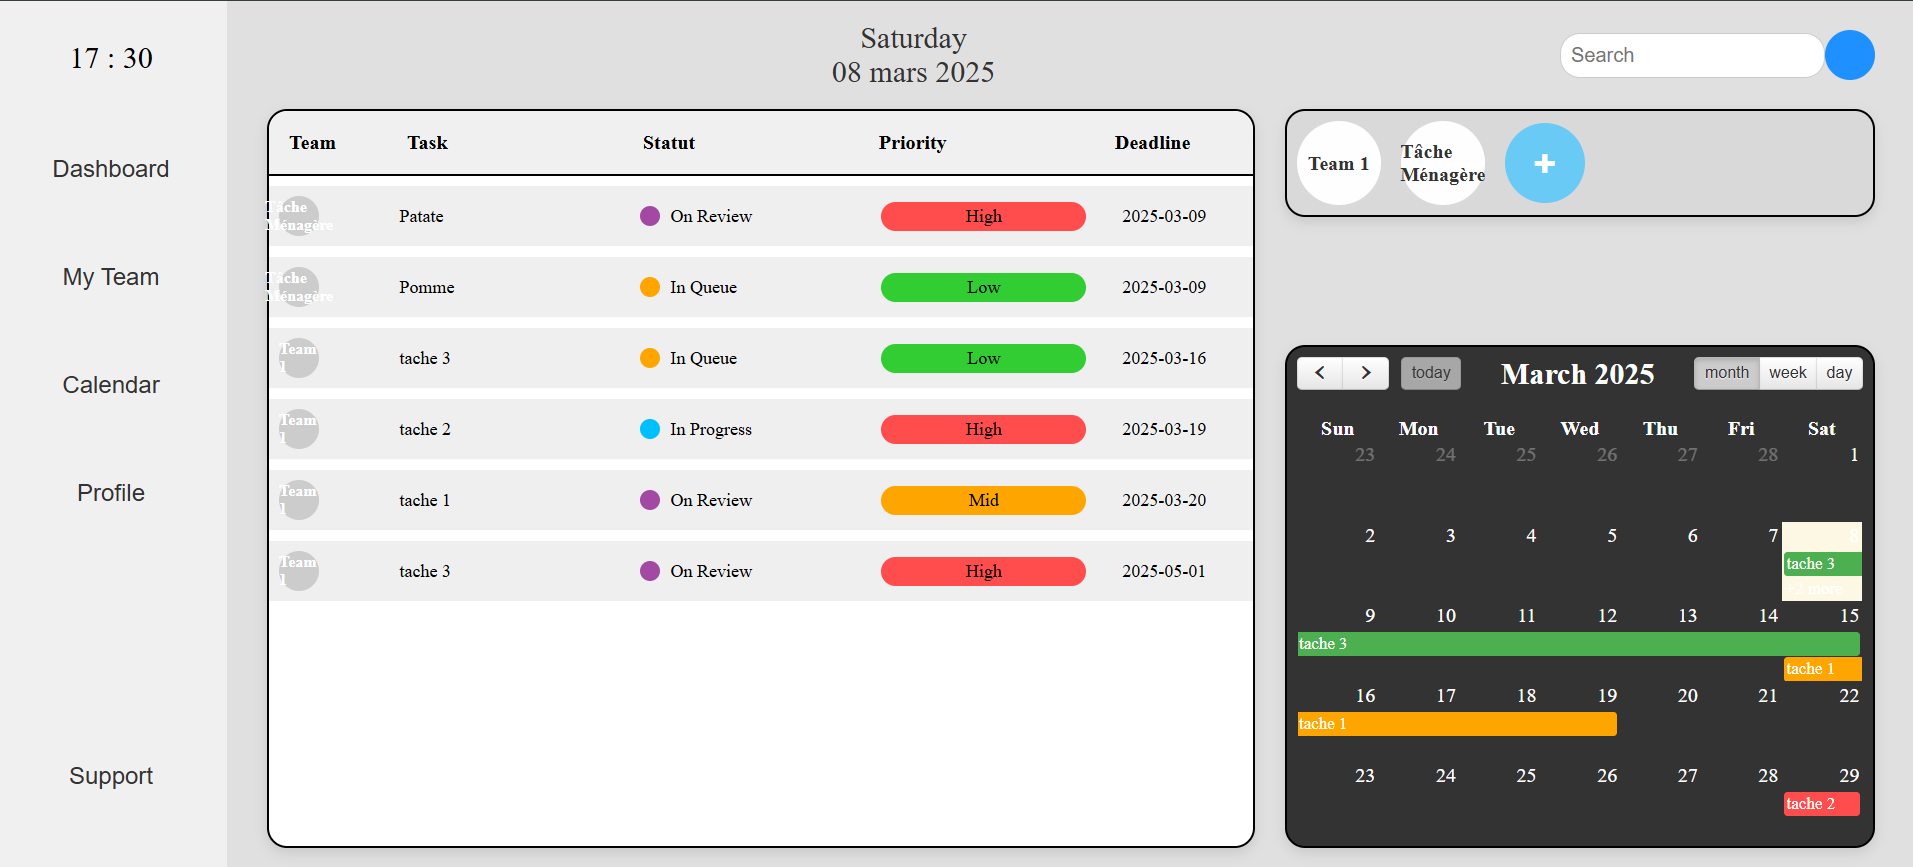 17 : 30
Dashboard
My Team
Calendar
Profile
Support
Saturday
08 mars 2025
Search
Team Task Statut Priority Deadline
Tâche
Ménagère
Patate On Review High 2025-03-09
Tâche
Ménagère
Pomme In Queue Low 2025-03-09
Team
1
tache 3 In Queue Low 2025-03-16
Team
1
tache 2 In Progress High 2025-03-19
Team
1
tache 1 On Review Mid 2025-03-20
Team
1
tache 3 On Review High 2025-05-01
Team 1
Tâche
Ménagère
+
< > today March 2025 month week day
Sun Mon Tue Wed Thu Fri Sat
23 24 25 26 27 28 1
2 3 4 5 6 7 8
tache 3
+2 more
9 10 11 12 13 14 15
tache 3
tache 1
16 17 18 19 20 21 22
tache 1
23 24 25 26 27 28 29
tache 2